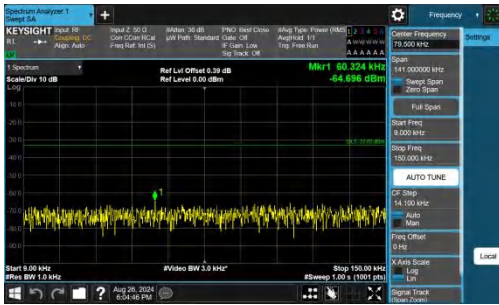 Spectrum Analyzer 1
Swept SA
Frequency
KEYSIGHT Input: RF
RL
Coupling: DC
Align: Auto
Input Z: 50 Ω
Corr CCorr RCal
Freq Ref: Int (S)
#Atten: 30 dB
µW Path: Standard
PNO: Best Close
Gate: Off
IF Gain: Low
Sig Track: Off
#Avg Type: Power (RMS
Avg|Hold: 1/1
Trig: Free Run
1 2 3 4 5
A W W W W
A A A A A
1 Spectrum
Scale/Div 10 dB
Log
Ref Lvl Offset 0.39 dB
Ref Level 0.00 dBm
Mkr1 60.324 kHz
-64.696 dBm
1
Start 9.00 kHz
#Res BW 1.0 kHz
#Video BW 3.0 kHz*
Stop 150.00 kHz
#Sweep 1.00 s (1001 pts)
Aug 26, 2024
6:04:46 PM
Center Frequency
79.500 kHz
Settings
Span
141.000000 kHz
Swept Span
Zero Span
Full Span
Start Freq
9.000 kHz
Stop Freq
150.000 kHz
AUTO TUNE
CF Step
14.100 kHz
Auto
Man
Freq Offset
0 Hz
X Axis Scale
Log
Lin
Local
Signal Track
(Span Zoom)